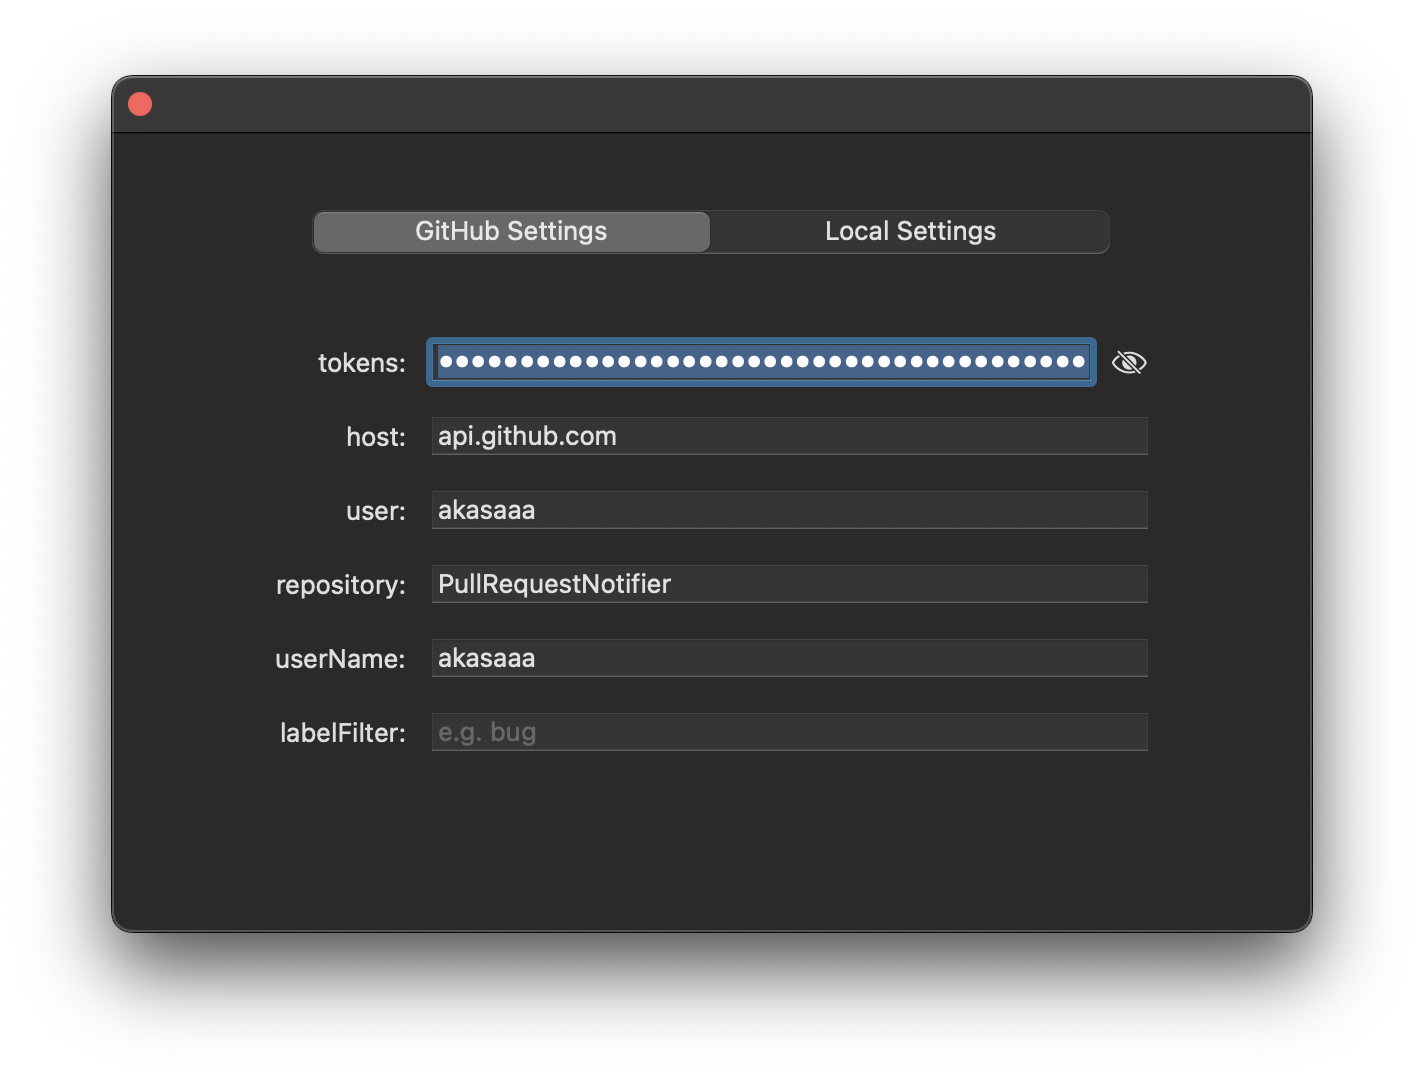 GitHub Settings
Local Settings
tokens: ••••••••••••••••••••••••••••••••••••••••
host: api.github.com
user: akasaaa
repository: PullRequestNotifier
userName: akasaaa
labelFilter: e.g. bug